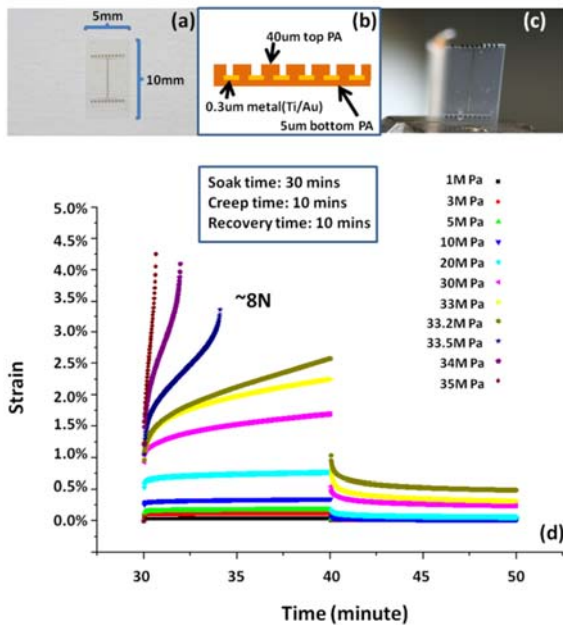 5mm
(a)
10mm
(b)
40um top PA
0.3um metal(Ti/Au)
5um bottom PA
(c)
Soak time: 30 mins
Creep time: 10 mins
Recovery time: 10 mins
1M Pa
3M Pa
5M Pa
10M Pa
20M Pa
30M Pa
33M Pa
33.2M Pa
33.5M Pa
34M Pa
35M Pa
~8N
5.0%
4.5%
4.0%
3.5%
3.0%
2.5%
2.0%
1.5%
1.0%
0.5%
0.0%
Strain
(d)
30
35
40
45
50
Time (minute)